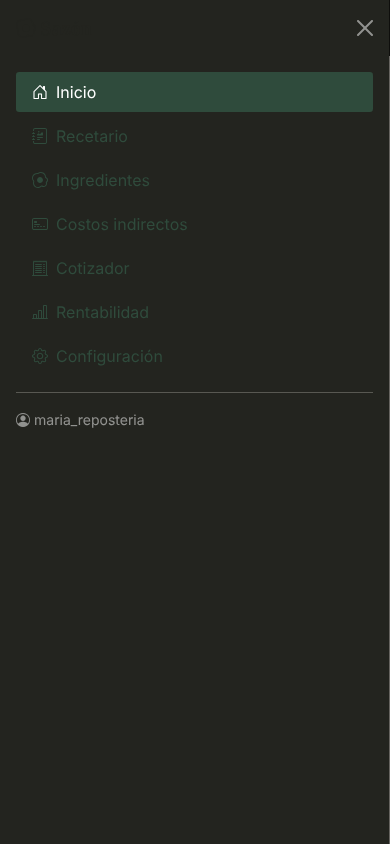 Inicio
Recetario
Ingredientes
Costos indirectos
Cotizador
Rentabilidad
Configuración
maria_reposteria